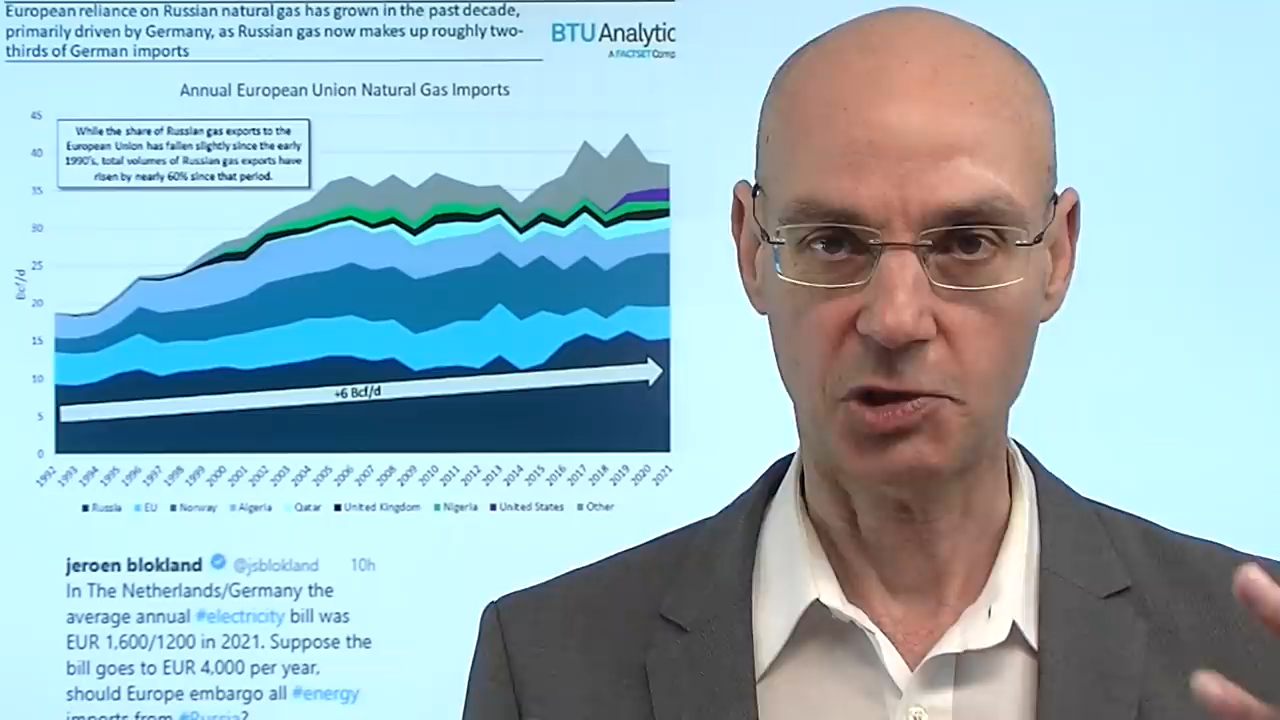 European reliance on Russian natural gas has grown in the past decade,
primarily driven by Germany, as Russian gas now makes up roughly two-
thirds of German imports
BTU Analytic
A FACTSET Comp
Annual European Union Natural Gas Imports
While the share of Russian gas exports to the
European Union has fallen slightly since the early
1990's, total volumes of Russian gas exports have
risen by nearly 60% since that period.
Bcf/d
45
40
35
30
25
20
15
10
5
0
+6 Bcf/d
1992 1993 1994 1995 1996 1997 1998 1999 2000 2001 2002 2003 2004 2005 2006 2007 2008 2009 2010 2011 2012 2013 2014 2015 2016 2017 2018 2019 2020 2021
Russia EU Norway Algeria Qatar United Kingdom Nigeria United States Other
jeroen blokland @jsblokland 10h
In The Netherlands/Germany the
average annual #electricity bill was
EUR 1,600/1200 in 2021. Suppose the
bill goes to EUR 4,000 per year,
should Europe embargo all #energy
imports from #Russia?